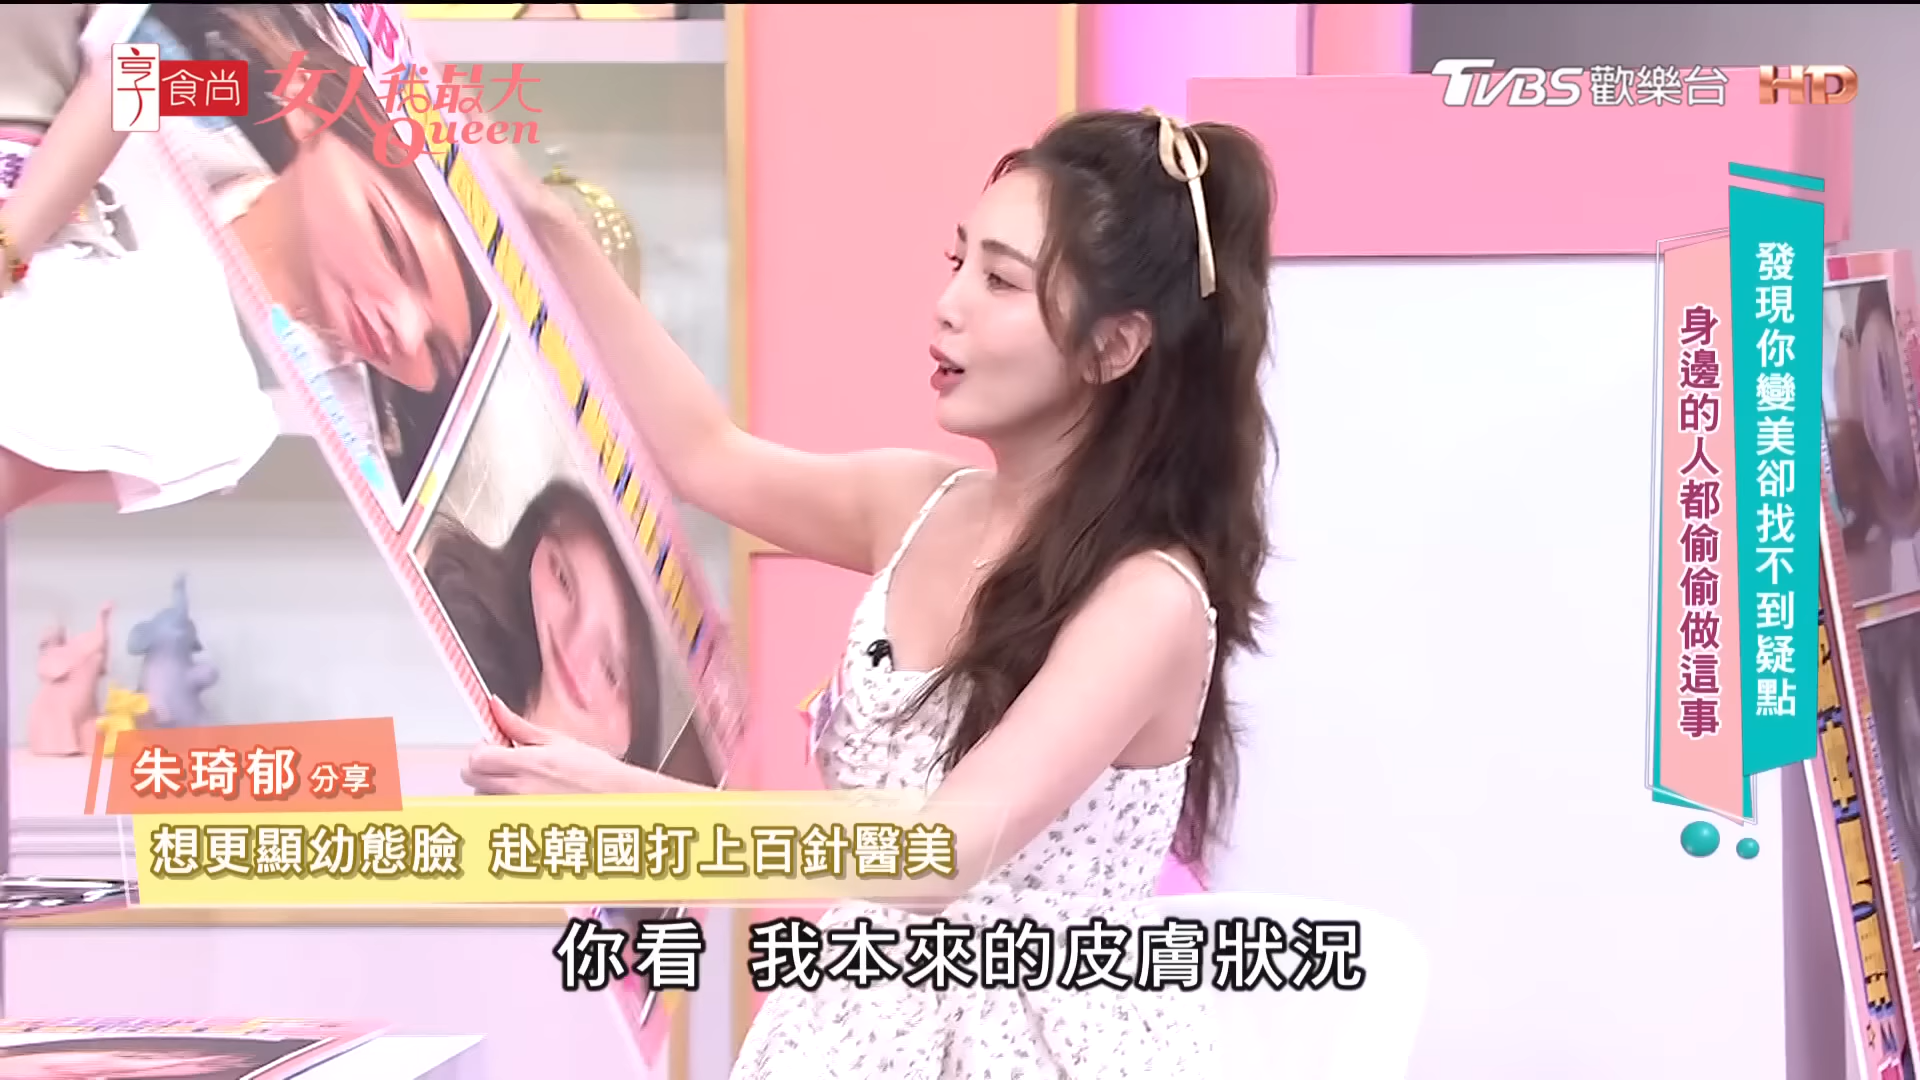 享食尚
女人我最大
Queen
TVBS歡樂台 HD
發現你變美卻找不到疑點
身邊的人都偷偷做這事
朱琦郁 分享
想更顯幼態臉 赴韓國打上百針醫美
你看 我本來的皮膚狀況